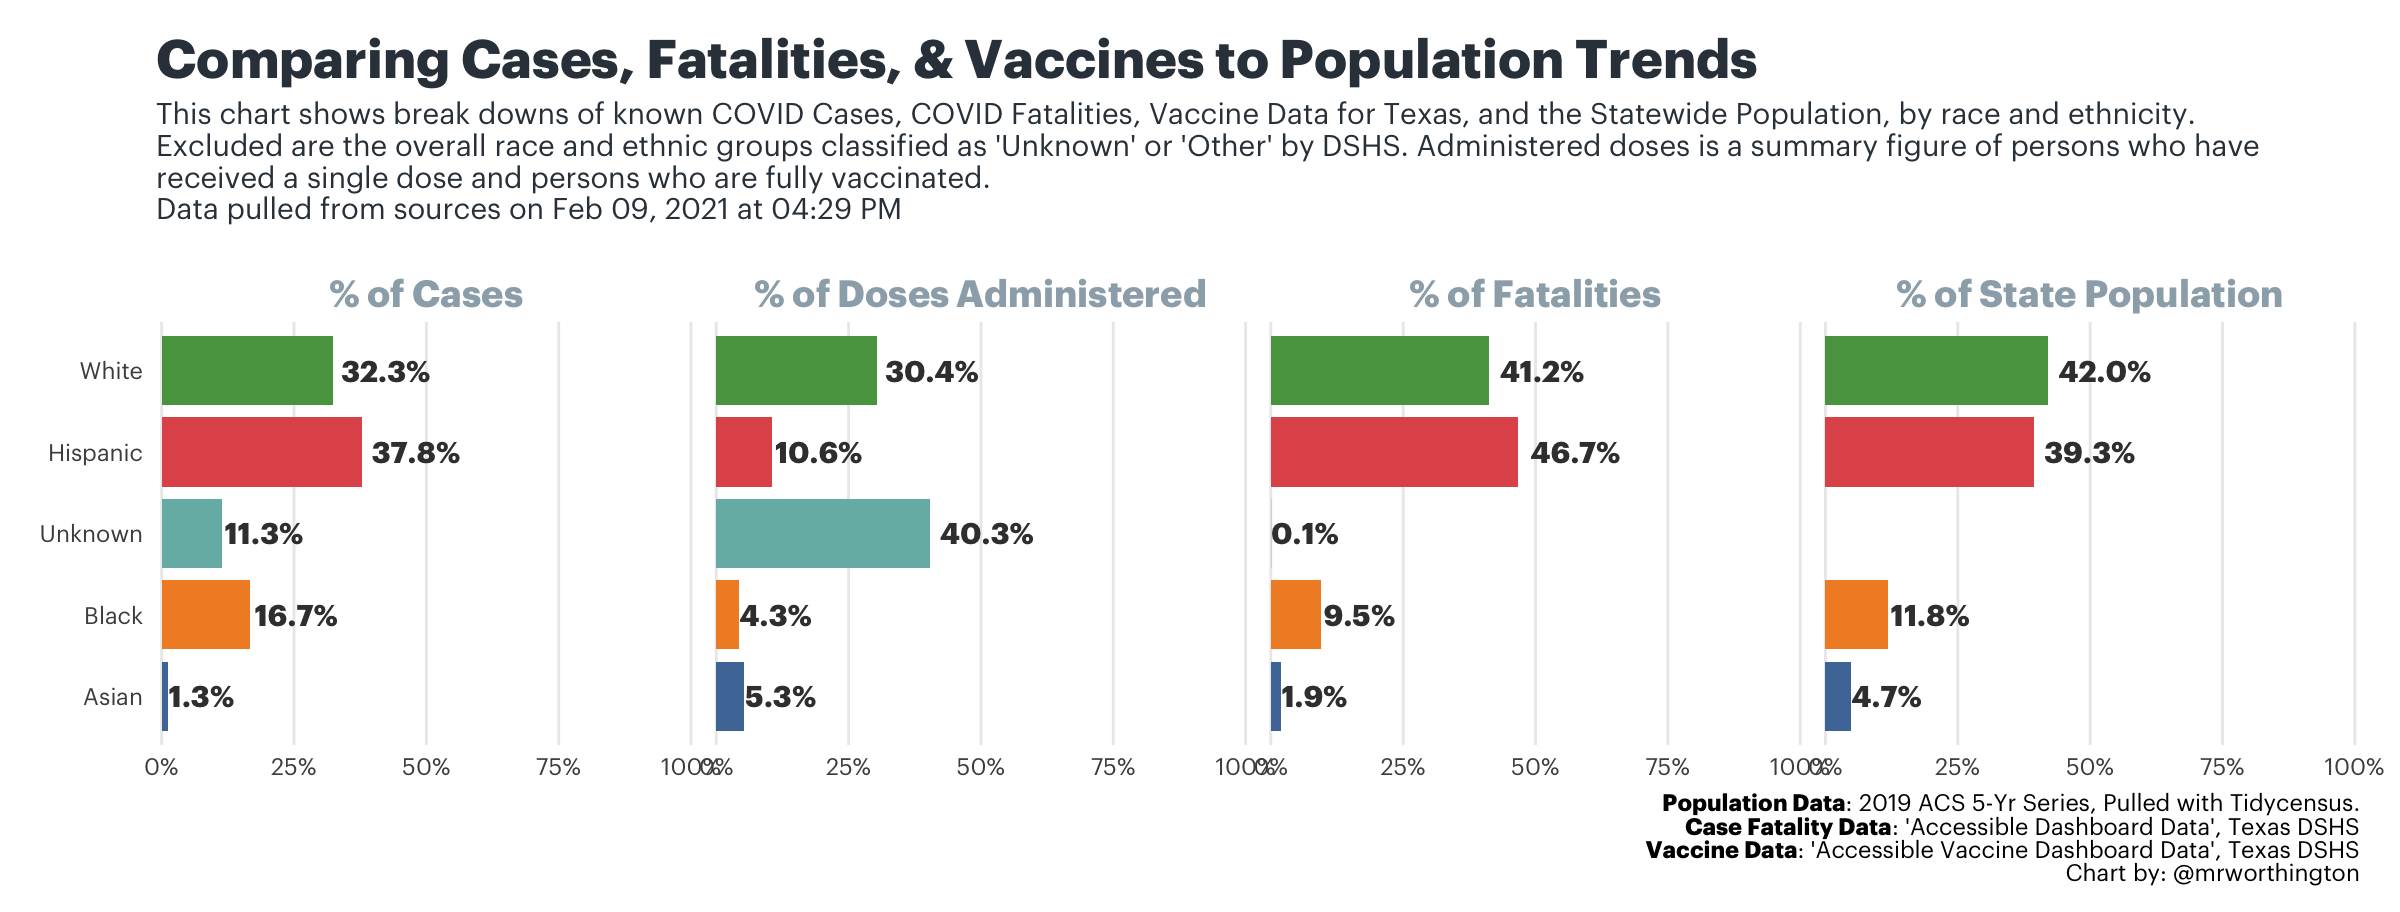 Comparing Cases, Fatalities, & Vaccines to Population Trends
This chart shows break downs of known COVID Cases, COVID Fatalities, Vaccine Data for Texas, and the Statewide Population, by race and ethnicity.
Excluded are the overall race and ethnic groups classified as 'Unknown' or 'Other' by DSHS. Administered doses is a summary figure of persons who have
received a single dose and persons who are fully vaccinated.
Data pulled from sources on Feb 09, 2021 at 04:29 PM
% of Cases % of Doses Administered % of Fatalities % of State Population
White 32.3% 30.4% 41.2% 42.0%
Hispanic 37.8% 10.6% 46.7% 39.3%
Unknown 11.3% 40.3% 0.1%
Black 16.7% 4.3% 9.5% 11.8%
Asian 1.3% 5.3% 1.9% 4.7%
0% 25% 50% 75% 100% 0% 25% 50% 75% 100% 0% 25% 50% 75% 100% 0% 25% 50% 75% 100%
Population Data: 2019 ACS 5-Yr Series, Pulled with Tidycensus.
Case Fatality Data: 'Accessible Dashboard Data', Texas DSHS
Vaccine Data: 'Accessible Vaccine Dashboard Data', Texas DSHS
Chart by: @mrworthington